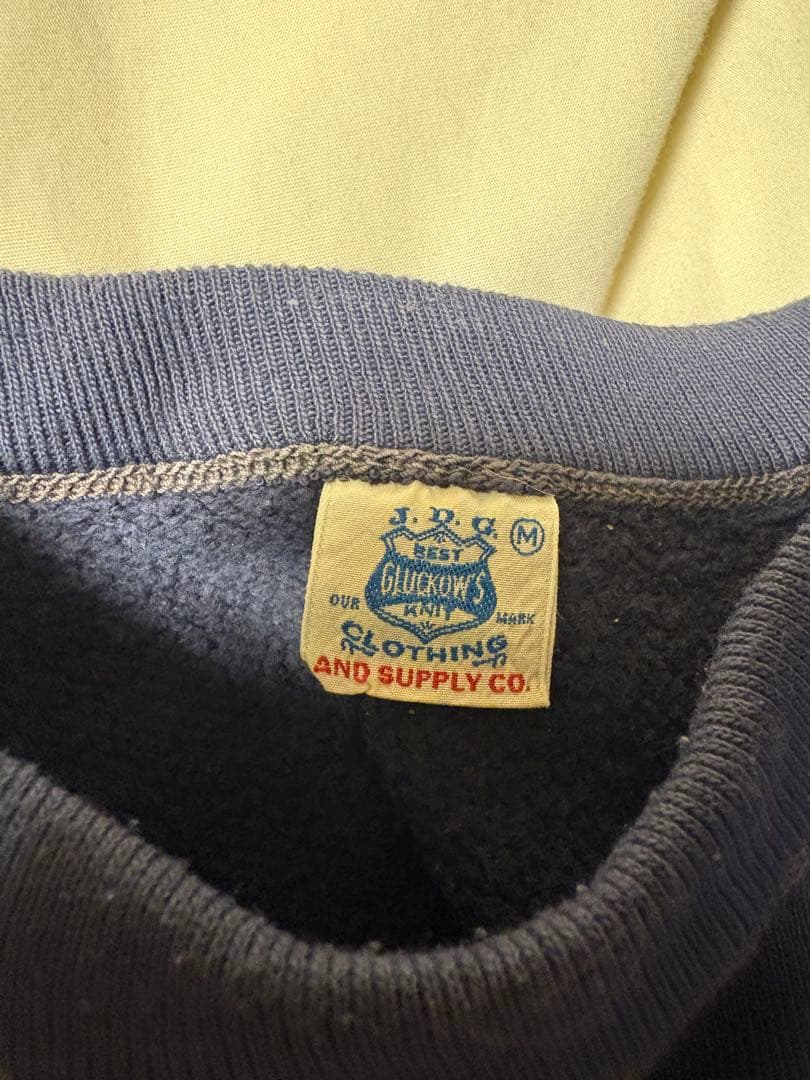 J.D.G. M
BEST
GLUCKOW'S
KNIT
OUR MARK
CLOTHING
AND SUPPLY CO.